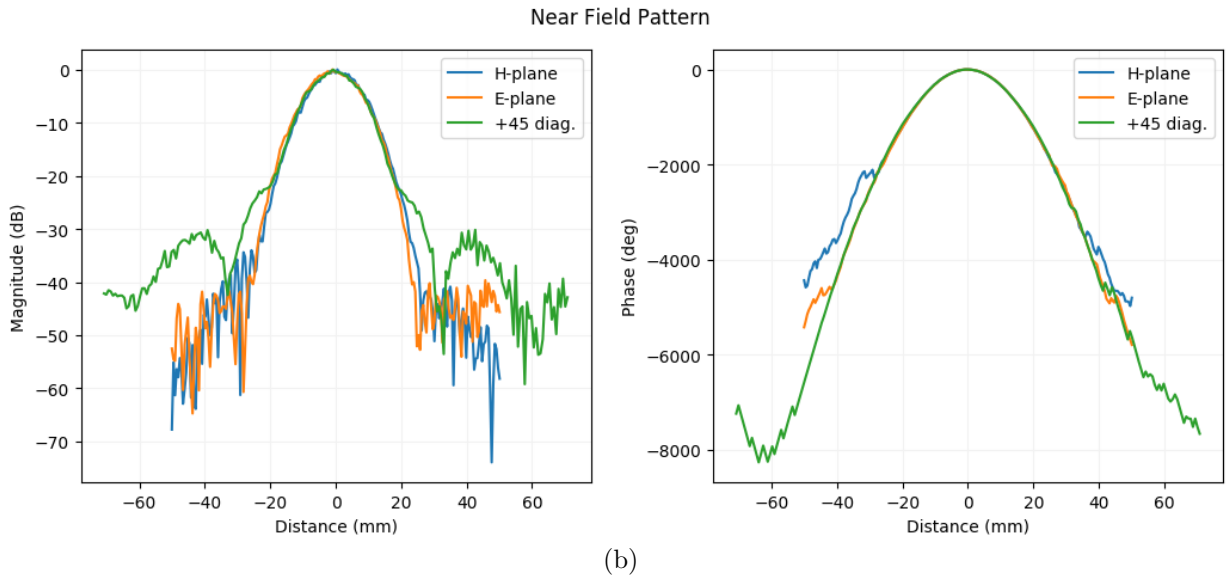 Near Field Pattern
0
−10
−20
−30
−40
−50
−60
−70
Magnitude (dB)
−60
−40
−20
0
20
40
60
Distance (mm)
H-plane
E-plane
+45 diag.
0
−2000
−4000
−6000
−8000
Phase (deg)
−60
−40
−20
0
20
40
60
Distance (mm)
H-plane
E-plane
+45 diag.
(b)